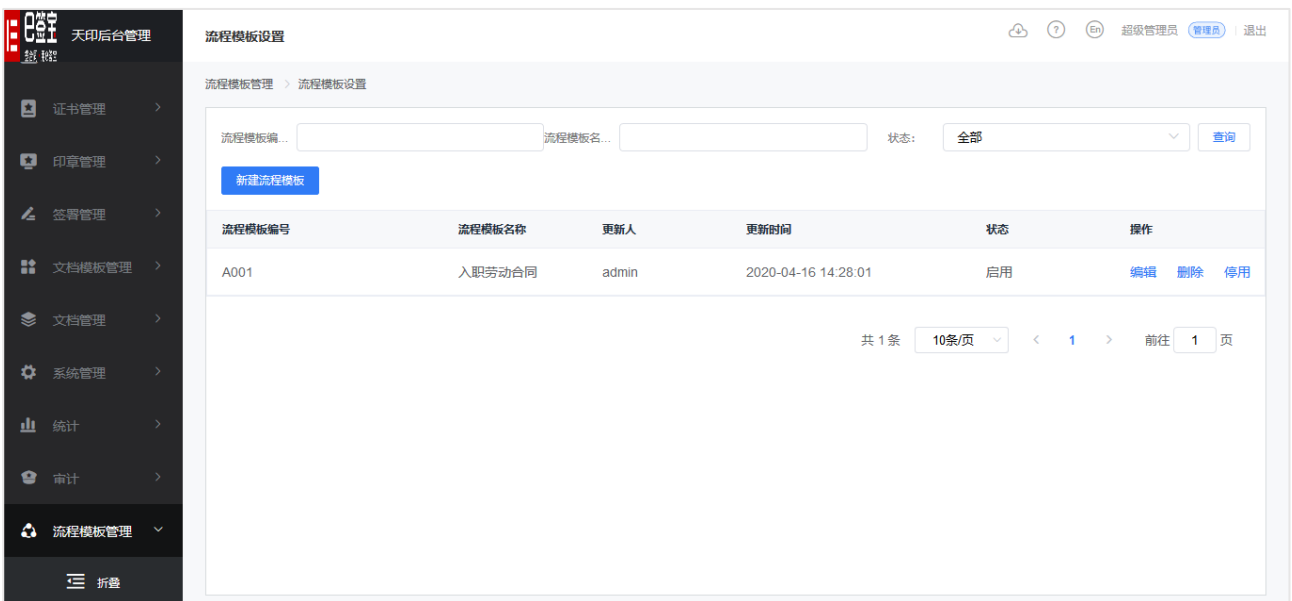 e签宝
天印后台管理
流程模板设置
En
超级管理员
管理员
退出
流程模板管理 > 流程模板设置
证书管理
印章管理
签署管理
文档模板管理
文档管理
系统管理
统计
审计
流程模板管理
折叠
流程模板编...
流程模板名...
状态：
全部
查询
新建流程模板
流程模板编号 流程模板名称 更新人 更新时间 状态 操作
A001 入职劳动合同 admin 2020-04-16 14:28:01 启用 编辑 删除 停用
共 1 条 10条/页 < 1 > 前往 1 页